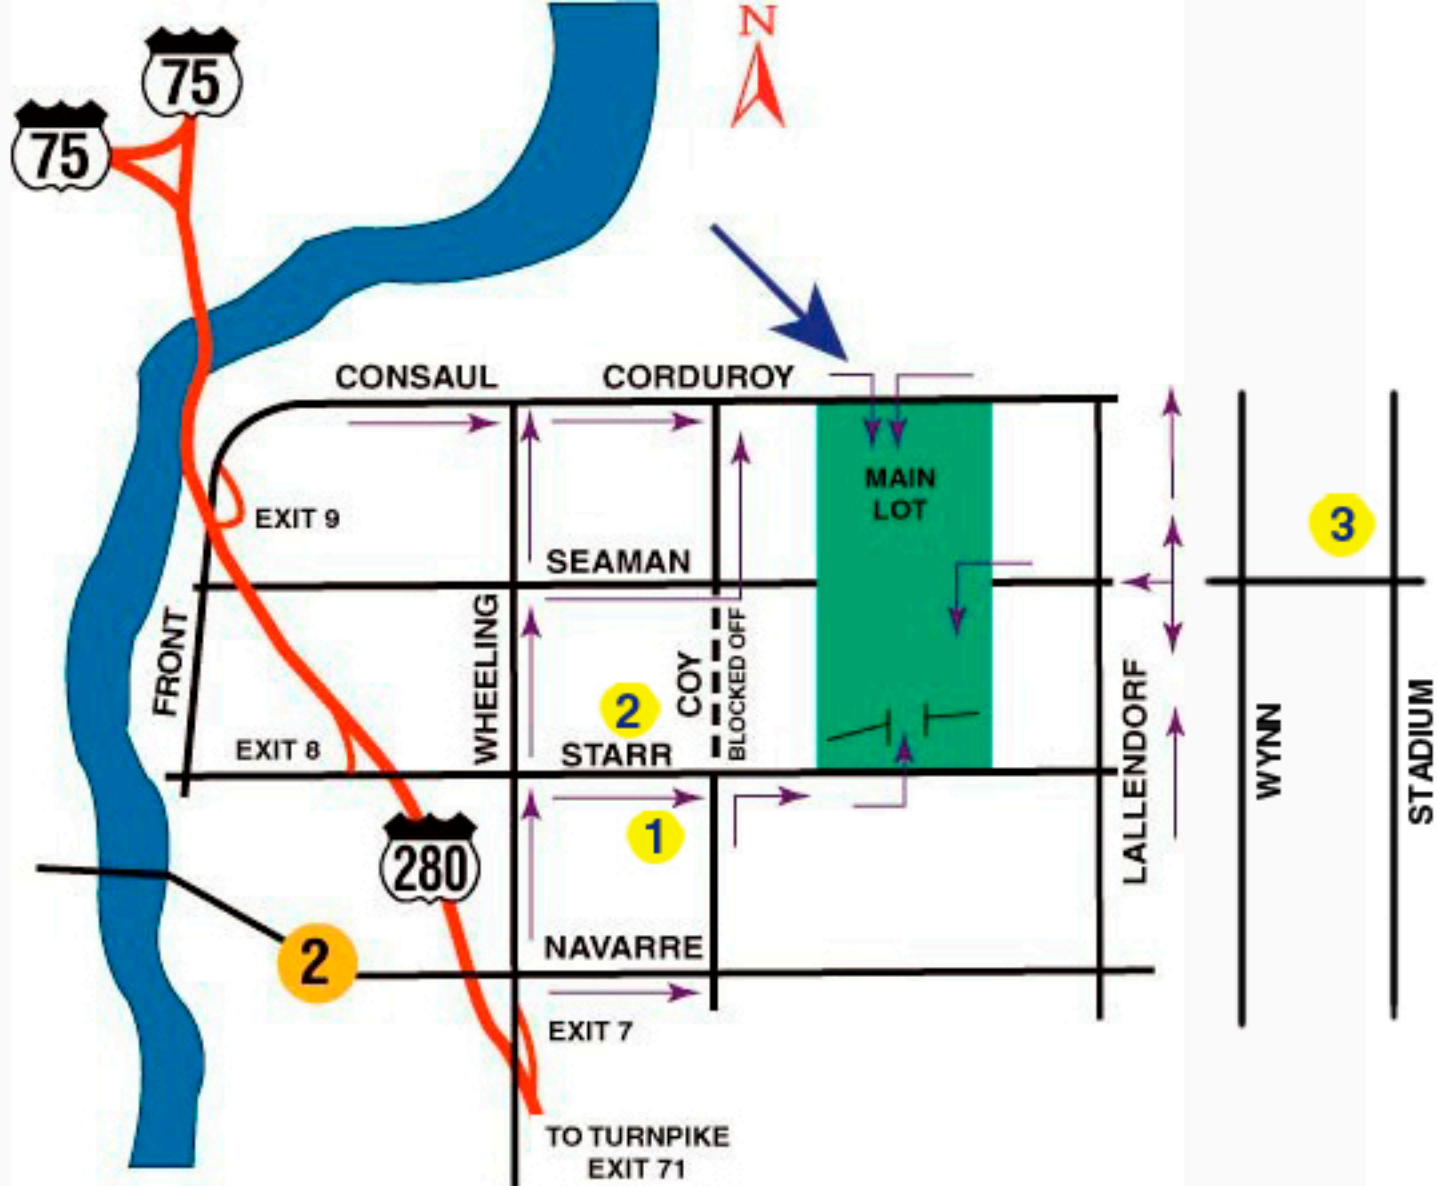 N
75
75
CONSAUL
CORDUROY
MAIN
LOT
EXIT 9
3
SEAMAN
FRONT
WHEELING
COY
BLOCKED OFF
2
STARR
EXIT 8
LALLENDORF
WYNN
STADIUM
1
280
2
NAVARRE
EXIT 7
TO TURNPIKE
EXIT 71